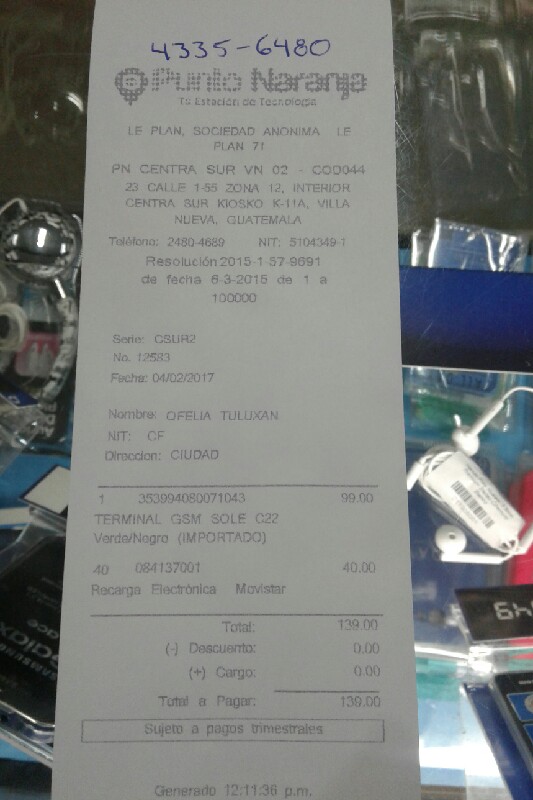 4335-6480
Punto Naranja
Tu Estación de Tecnología
LE PLAN, SOCIEDAD ANONIMA LE
PLAN 71
PN CENTRA SUR VN 02 - COD044
23 CALLE 1-55 ZONA 12, INTERIOR
CENTRA SUR KIOSKO K-11A, VILLA
NUEVA, GUATEMALA
Teléfono: 2480-4689 NIT: 5104349-1
Resolución 2015-1-57-9691
de fecha 6-3-2015 de 1 a
100000
Serie: CSUR2
No. 12583
Fecha: 04/02/2017
Nombre: OFELIA TULUXAN
NIT: CF
Direccion: CIUDAD
1 353994080071043 99.00
TERMINAL GSM SOLE C22
Verde/Negro (IMPORTADO)
40 084137001 40.00
Recarga Electrónica Movistar
Total: 139.00
(-) Descuento: 0.00
(+) Cargo: 0.00
Total a Pagar: 139.00
Sujeto a pagos trimestrales
Generado 12:11:36 p.m.
SAMSUNG